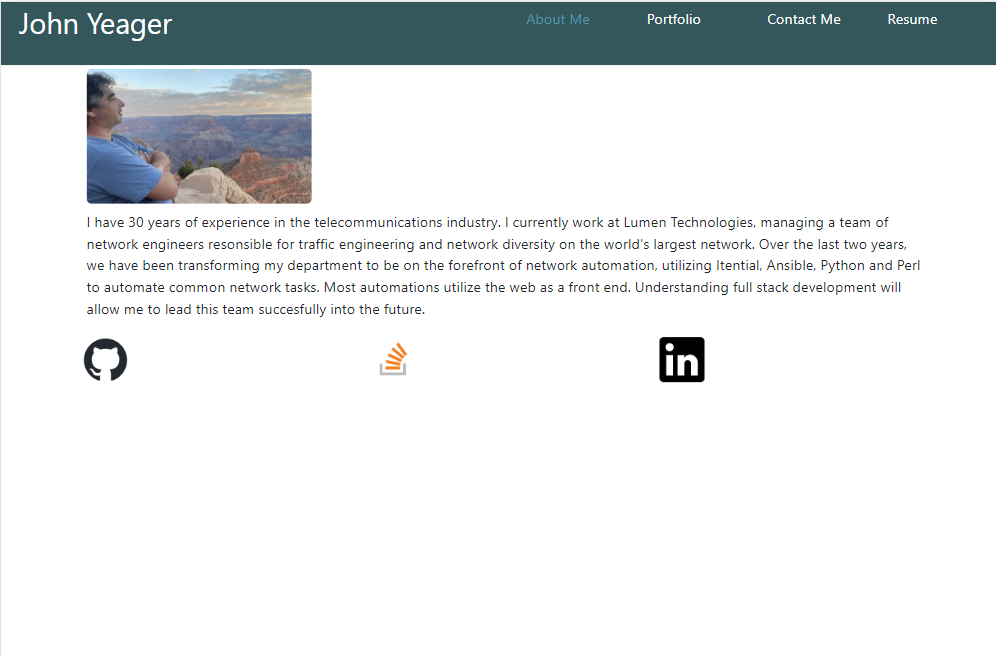 John Yeager
About Me
Portfolio
Contact Me
Resume
I have 30 years of experience in the telecommunications industry. I currently work at Lumen Technologies, managing a team of
network engineers resonsible for traffic engineering and network diversity on the world's largest network. Over the last two years,
we have been transforming my department to be on the forefront of network automation, utilizing Itential, Ansible, Python and Perl
to automate common network tasks. Most automations utilize the web as a front end. Understanding full stack development will
allow me to lead this team succesfully into the future.
in